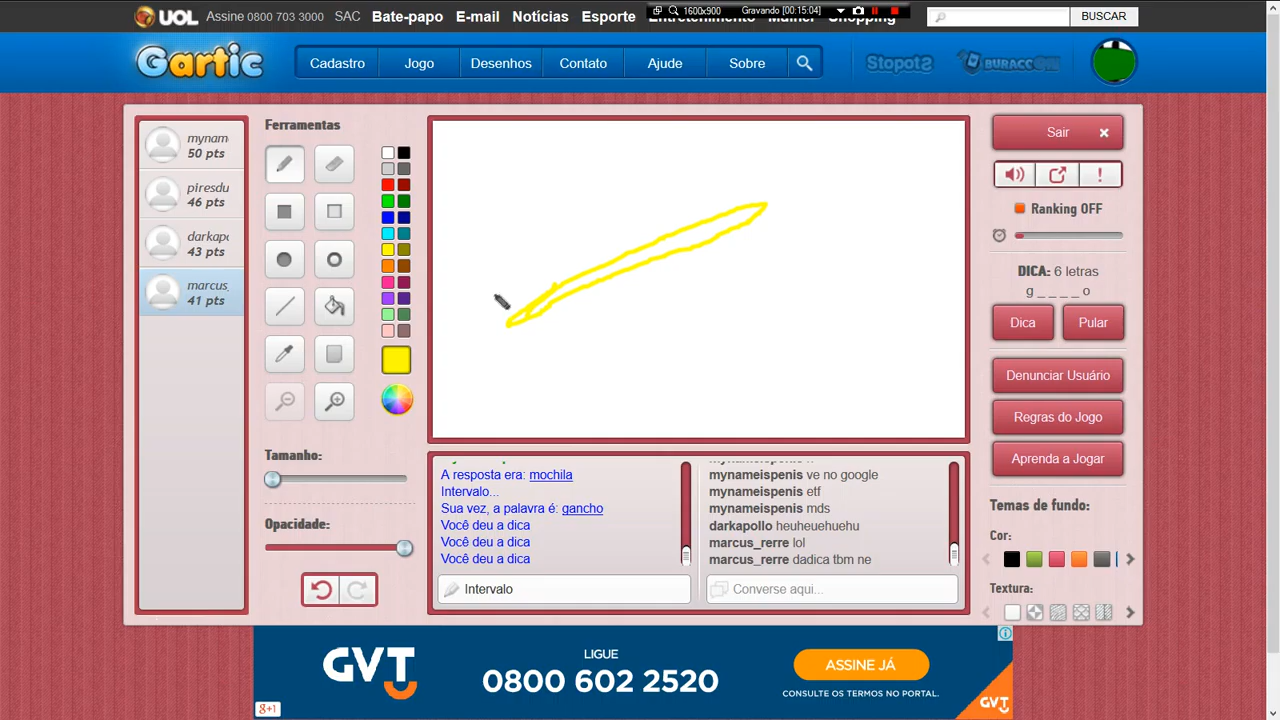 UOL Assine 0800 703 3000 SAC Bate-papo E-mail Notícias Esporte Entretenimento Mulher Shopping BUSCAR
1600x900 Gravando [00:15:04]
Gartic Cadastro Jogo Desenhos Contato Ajude Sobre StopotS BURACOON
mynam
50 pts
piresdu
46 pts
darkapo
43 pts
marcus_
41 pts
Ferramentas
Tamanho:
Opacidade:
A resposta era: mochila
Intervalo...
Sua vez, a palavra é: gancho
Você deu a dica
Você deu a dica
Você deu a dica
Intervalo
mynameispenis ve no google
mynameispenis etf
mynameispenis mds
darkapollo heuheuehuehu
marcus_rerre lol
marcus_rerre dadica tbm ne
Converse aqui...
Sair ×
!
Ranking OFF
DICA: 6 letras
g _ _ _ _ o
Dica Pular
Denunciar Usuário
Regras do Jogo
Aprenda a Jogar
Temas de fundo:
Cor:
Textura:
GVT
LIGUE
0800 602 2520
ASSINE JÁ
CONSULTE OS TERMOS NO PORTAL.
GVT
g+1